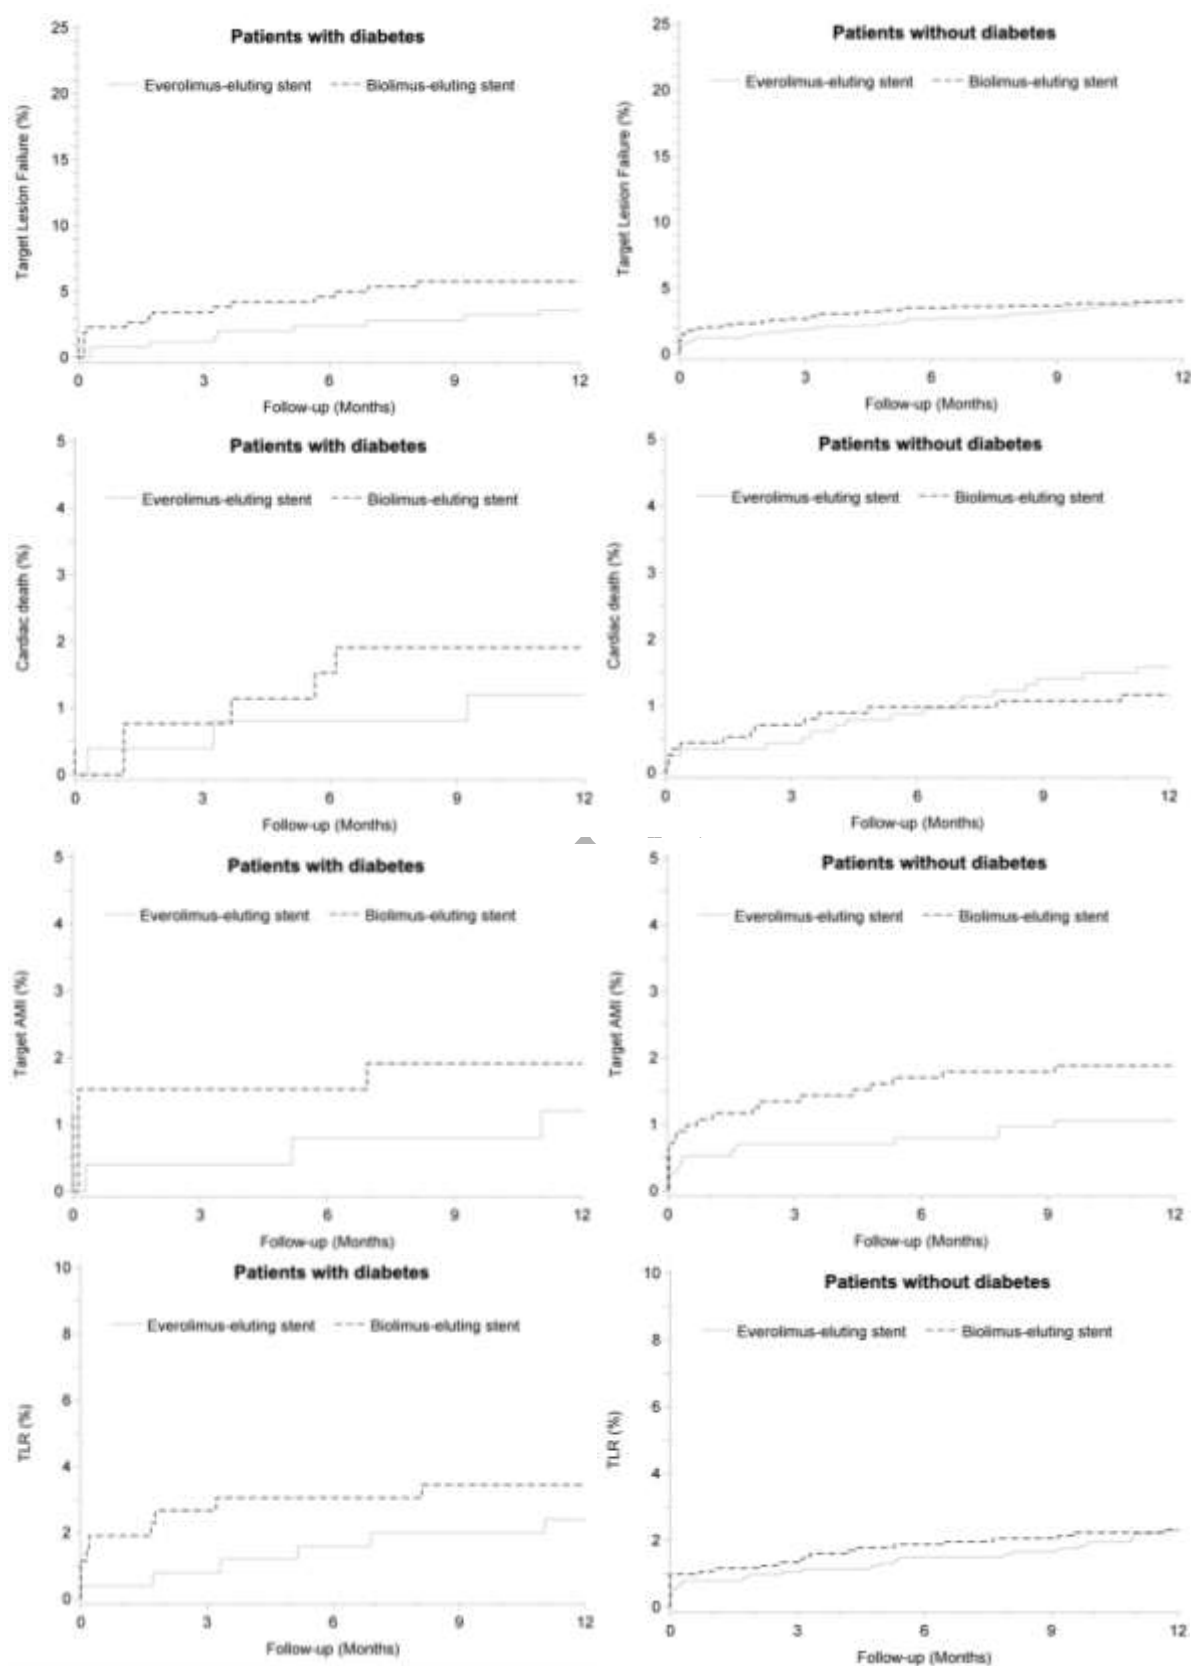 Patients with diabetes
Everolimus-eluting stent Biolimus-eluting stent
Target Lesion Failure (%)
25
20
15
10
5
0
0 3 6 9 12
Follow-up (Months)
Patients without diabetes
Everolimus-eluting stent Biolimus-eluting stent
Target Lesion Failure (%)
25
20
15
10
5
0
0 3 6 9 12
Follow-up (Months)
Patients with diabetes
Everolimus-eluting stent Biolimus-eluting stent
Cardiac death (%)
5
4
3
2
1
0
0 3 6 9 12
Follow-up (Months)
Patients without diabetes
Everolimus-eluting stent Biolimus-eluting stent
Cardiac death (%)
5
4
3
2
1
0
0 3 6 9 12
Follow-up (Months)
Patients with diabetes
Everolimus-eluting stent Biolimus-eluting stent
Target AMI (%)
5
4
3
2
1
0
0 3 6 9 12
Follow-up (Months)
Patients without diabetes
Everolimus-eluting stent Biolimus-eluting stent
Target AMI (%)
5
4
3
2
1
0
0 3 6 9 12
Follow-up (Months)
Patients with diabetes
Everolimus-eluting stent Biolimus-eluting stent
TLR (%)
10
8
6
4
2
0
0 3 6 9 12
Follow-up (Months)
Patients without diabetes
Everolimus-eluting stent Biolimus-eluting stent
TLR (%)
10
8
6
4
2
0
0 3 6 9 12
Follow-up (Months)